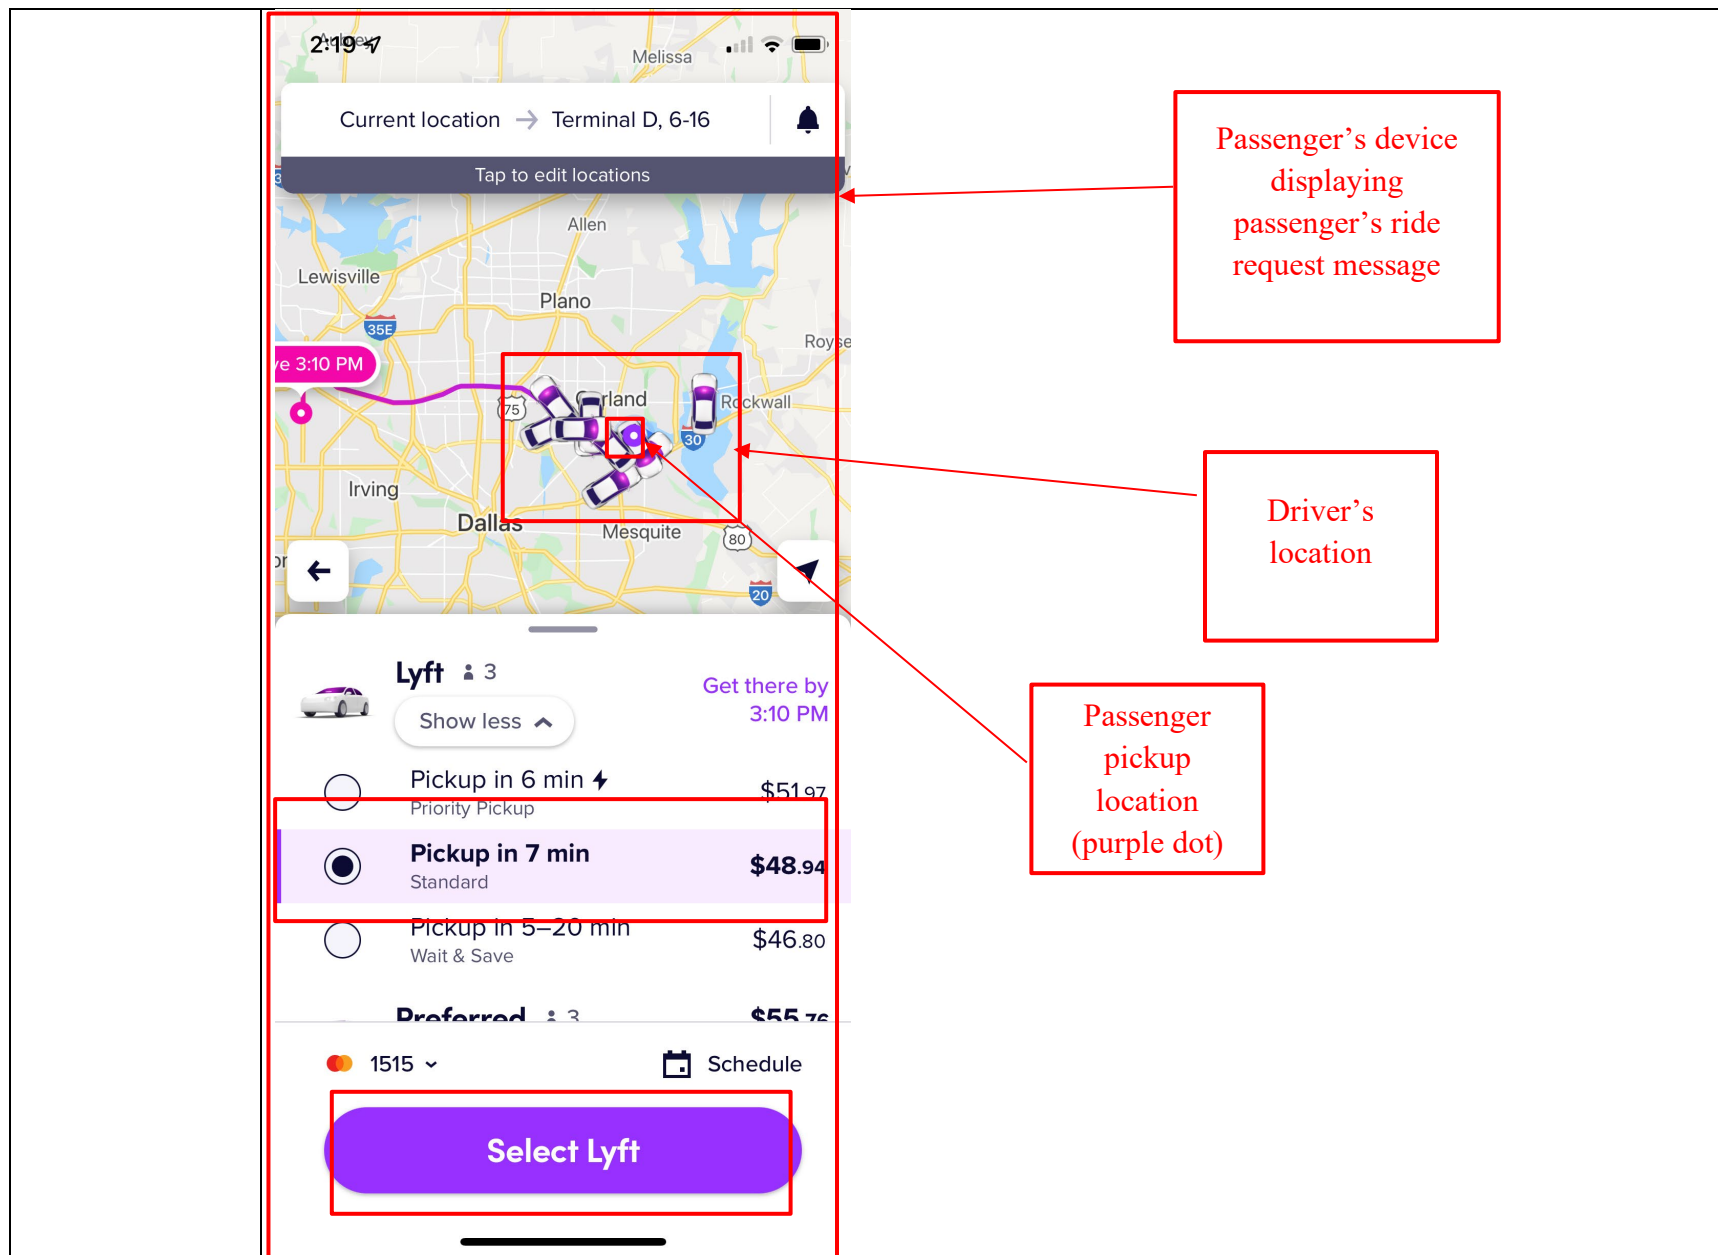 2:19
Aubrey
Melissa
Current location → Terminal D, 6-16
Tap to edit locations
Allen
Lewisville
Plano
35E
Royse
ve 3:10 PM
75
Rockwall
30
Irving
Dallas
Mesquite
80
20
Lyft 3
Get there by
3:10 PM
Show less
Pickup in 6 min
$51.97
Priority Pickup
Pickup in 7 min
$48.94
Standard
Pickup in 5–20 min
$46.80
Wait & Save
Preferred 3
$55.76
1515
Schedule
Select Lyft
Passenger's device
displaying
passenger's ride
request message
Driver's
location
Passenger
pickup
location
(purple dot)